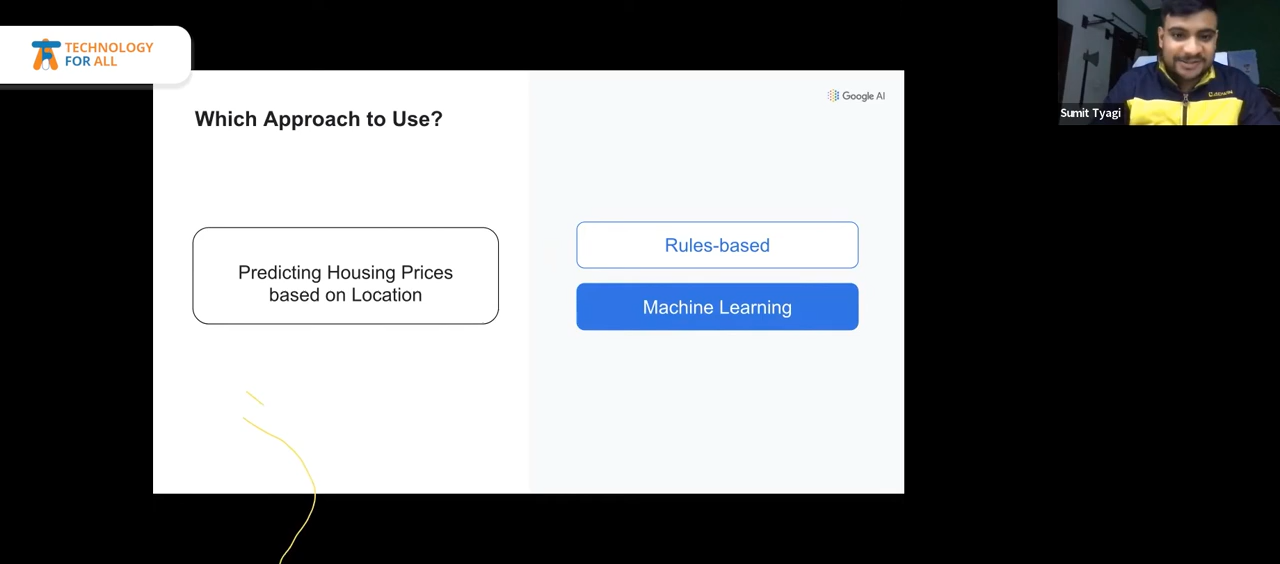 TECHNOLOGY
FOR ALL
Google AI
Which Approach to Use?
Predicting Housing Prices
based on Location
Rules-based
Machine Learning
Sumit Tyagi